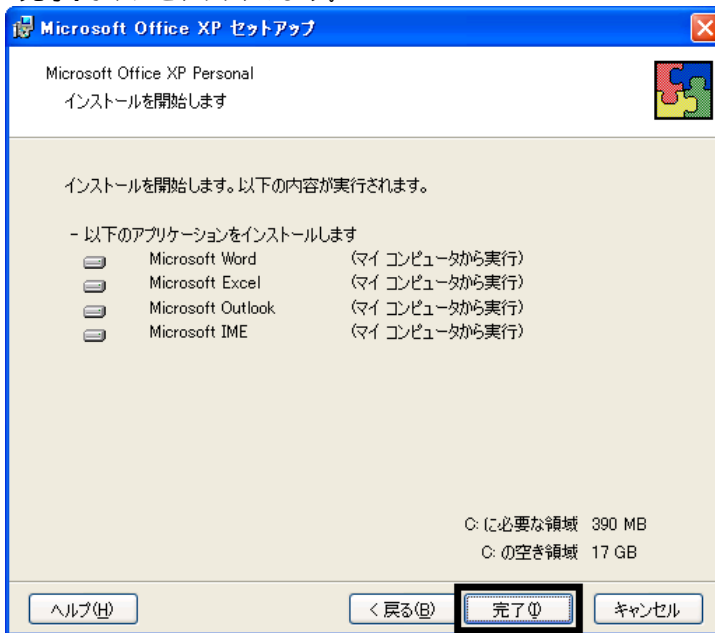 Microsoft Office XP セットアップ
Microsoft Office XP Personal
インストールを開始します
インストールを開始します。以下の内容が実行されます。
- 以下のアプリケーションをインストールします
Microsoft Word (マイ コンピュータから実行)
Microsoft Excel (マイ コンピュータから実行)
Microsoft Outlook (マイ コンピュータから実行)
Microsoft IME (マイ コンピュータから実行)
C: に必要な領域 390 MB
C: の空き領域 17 GB
ヘルプ(H) < 戻る(B) 完了(I) キャンセル